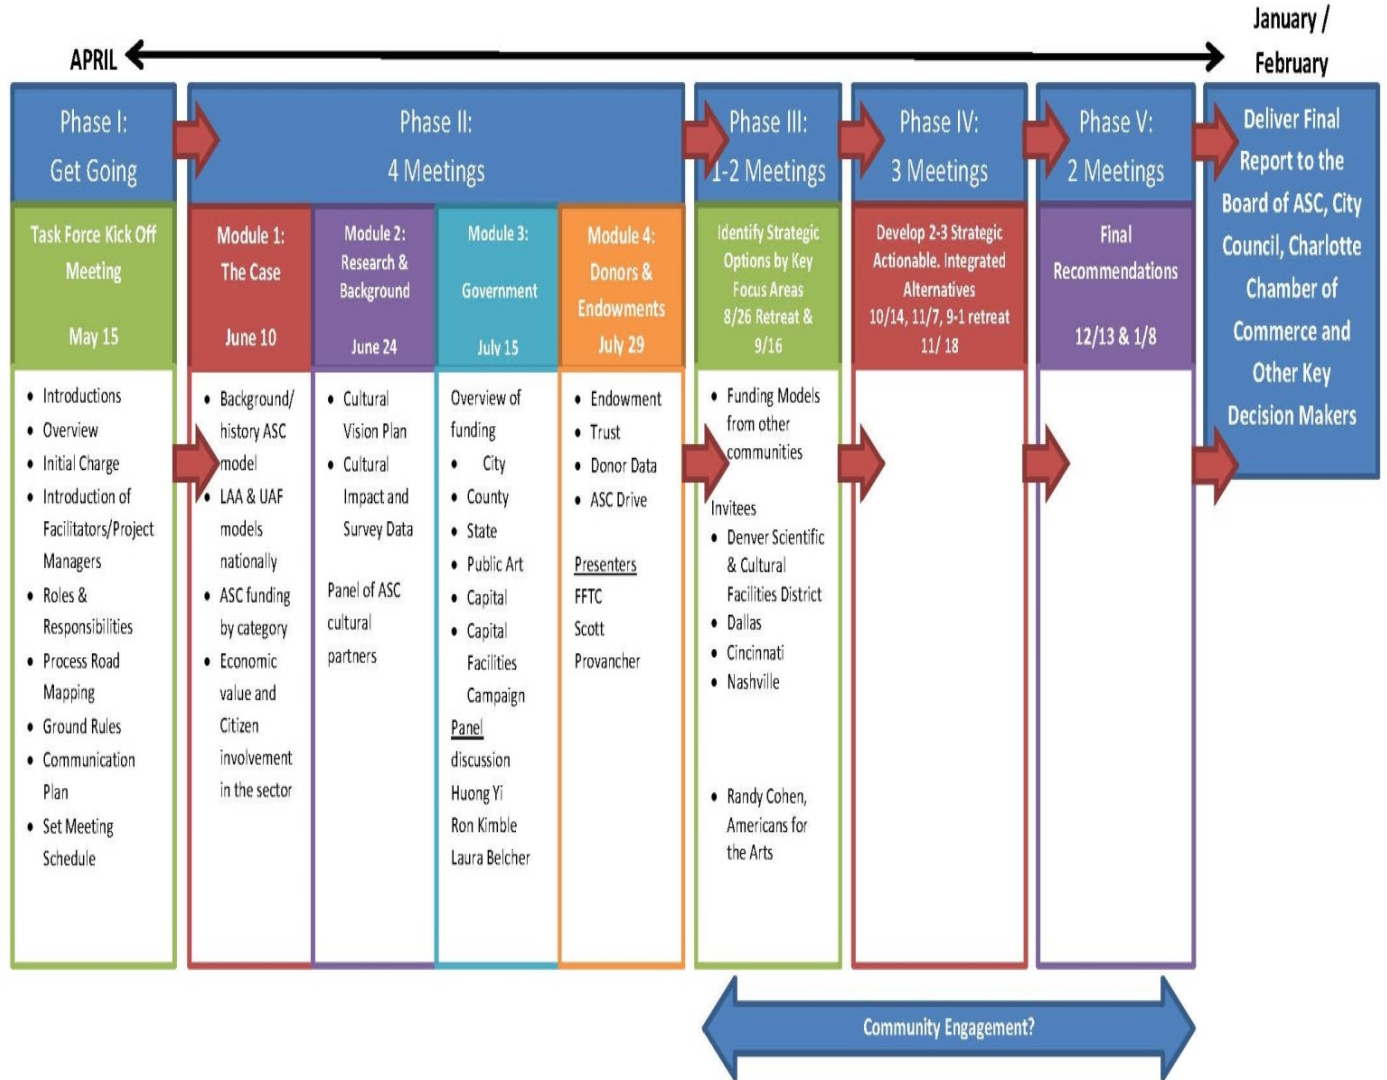 January /
February
APRIL
Phase I:
Get Going
Phase II:
4 Meetings
Phase III:
1-2 Meetings
Phase IV:
3 Meetings
Phase V:
2 Meetings
Deliver Final
Report to the
Board of ASC, City
Council, Charlotte
Chamber of
Commerce and
Other Key
Decision Makers
Task Force Kick Off
Meeting
May 15
Module 1:
The Case
June 10
Module 2:
Research &
Background
June 24
Module 3:
Government
July 15
Module 4:
Donors &
Endowments
July 29
Identify Strategic
Options by Key
Focus Areas
8/26 Retreat &
9/16
Develop 2-3 Strategic
Actionable. Integrated
Alternatives
10/14, 11/7, 9-1 retreat
11/ 18
Final
Recommendations
12/13 & 1/8
• Introductions
• Overview
• Initial Charge
• Introduction of
Facilitators/Project
Managers
• Roles &
Responsibilities
• Process Road
Mapping
• Ground Rules
• Communication
Plan
• Set Meeting
Schedule
• Background/
history ASC
model
• LAA & UAF
models
nationally
• ASC funding
by category
• Economic
value and
Citizen
involvement
in the sector
• Cultural
Vision Plan
• Cultural
Impact and
Survey Data
Panel of ASC
cultural
partners
Overview of
funding
• City
• County
• State
• Public Art
• Capital
• Capital
Facilities
Campaign
Panel
discussion
Huong Yi
Ron Kimble
Laura Belcher
• Endowment
• Trust
• Donor Data
• ASC Drive
Presenters
FFTC
Scott
Provancher
• Funding Models
from other
communities
Invitees
• Denver Scientific
& Cultural
Facilities District
• Dallas
• Cincinnati
• Nashville
• Randy Cohen,
Americans for
the Arts
Community Engagement?